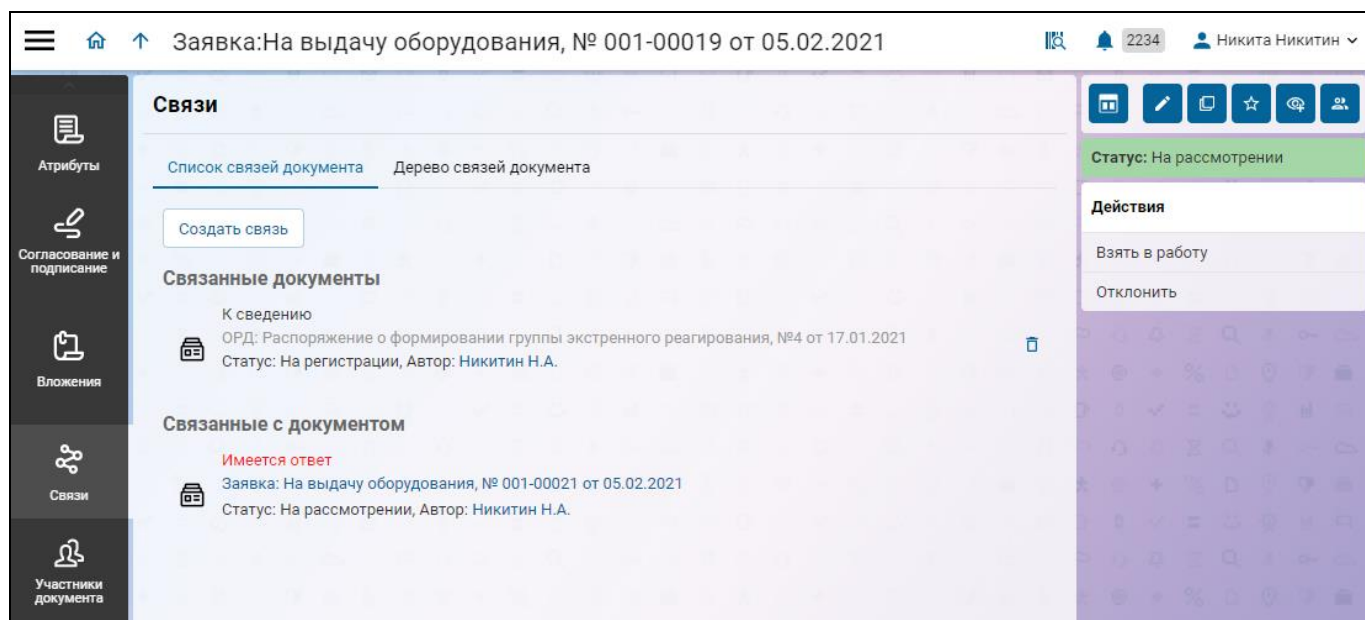 Заявка:На выдачу оборудования, № 001-00019 от 05.02.2021
2234
Никита Никитин
Атрибуты
Согласование и
подписание
Вложения
Связи
Участники
документа
Связи
Список связей документа
Дерево связей документа
Создать связь
Связанные документы
К сведению
ОРД: Распоряжение о формировании группы экстренного реагирования, №4 от 17.01.2021
Статус: На регистрации, Автор: Никитин Н.А.
Связанные с документом
Имеется ответ
Заявка: На выдачу оборудования, № 001-00021 от 05.02.2021
Статус: На рассмотрении, Автор: Никитин Н.А.
Статус: На рассмотрении
Действия
Взять в работу
Отклонить